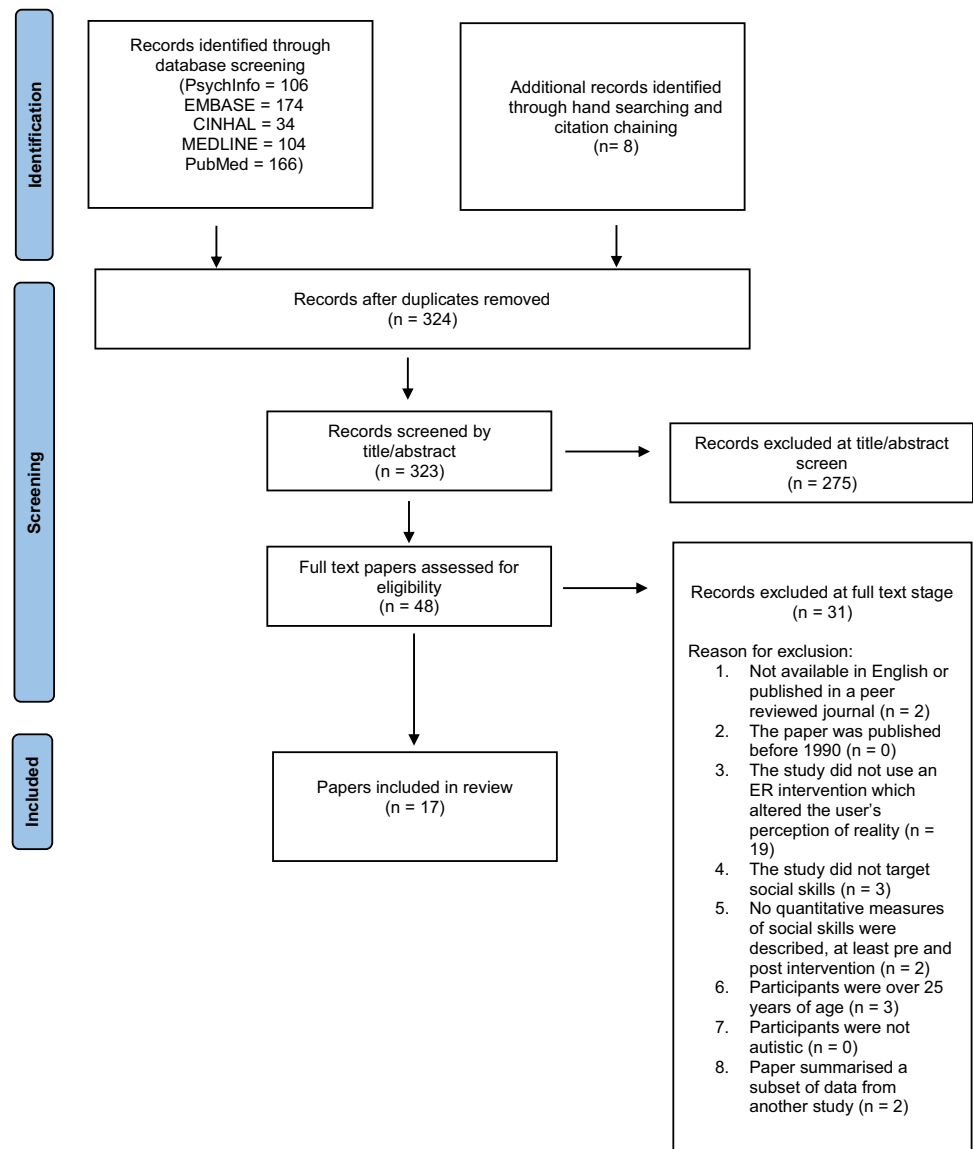 Identification
Records identified through
database screening
(PsychInfo = 106
EMBASE = 174
CINHAL = 34
MEDLINE = 104
PubMed = 166)
Additional records identified
through hand searching and
citation chaining
(n= 8)
Screening
Records after duplicates removed
(n = 324)
Records screened by
title/abstract
(n = 323)
Records excluded at title/abstract
screen
(n = 275)
Full text papers assessed for
eligibility
(n = 48)
Records excluded at full text stage
(n = 31)
Reason for exclusion:
1. Not available in English or
published in a peer
reviewed journal (n = 2)
2. The paper was published
before 1990 (n = 0)
3. The study did not use an
ER intervention which
altered the user’s
perception of reality (n =
19)
4. The study did not target
social skills (n = 3)
5. No quantitative measures
of social skills were
described, at least pre and
post intervention (n = 2)
6. Participants were over 25
years of age (n = 3)
7. Participants were not
autistic (n = 0)
8. Paper summarised a
subset of data from
another study (n = 2)
Included
Papers included in review
(n = 17)